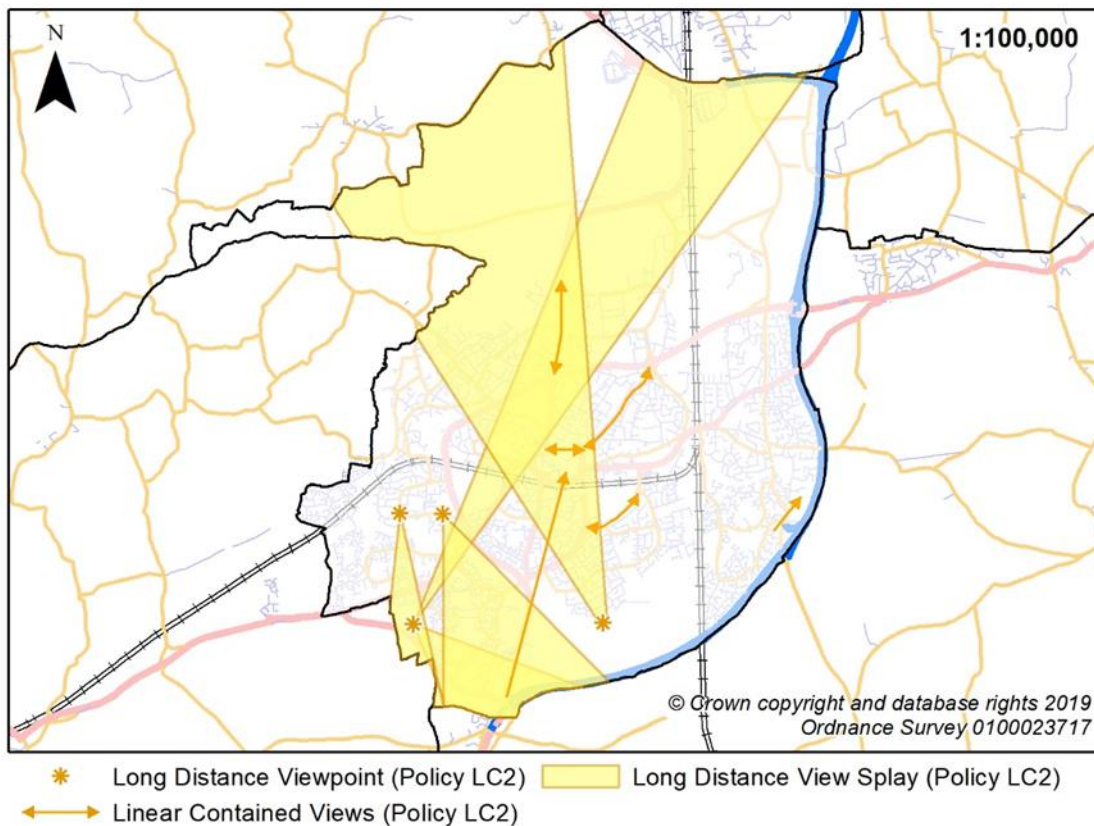 N
1:100,000
© Crown copyright and database rights 2019
Ordnance Survey 0100023717
Long Distance Viewpoint (Policy LC2)
Long Distance View Splay (Policy LC2)
Linear Contained Views (Policy LC2)